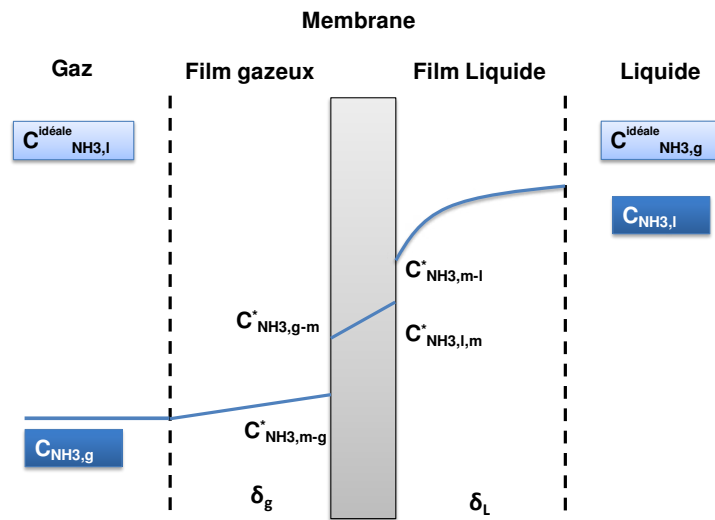 Membrane
Gaz
Film gazeux
Film Liquide
Liquide
C idéale NH3,l
C idéale NH3,g
C NH3,l
C* NH3,m-l
C* NH3,g-m
C* NH3,l,m
C* NH3,m-g
C NH3,g
δg
δL